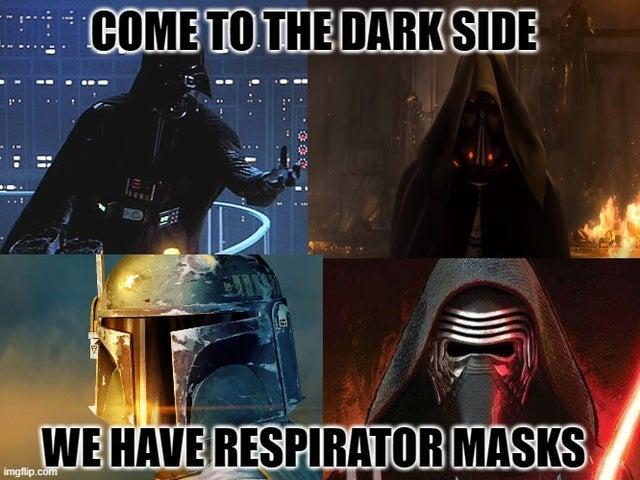 COME TO THE DARK SIDE
WE HAVE RESPIRATOR MASKS
imgflip.com